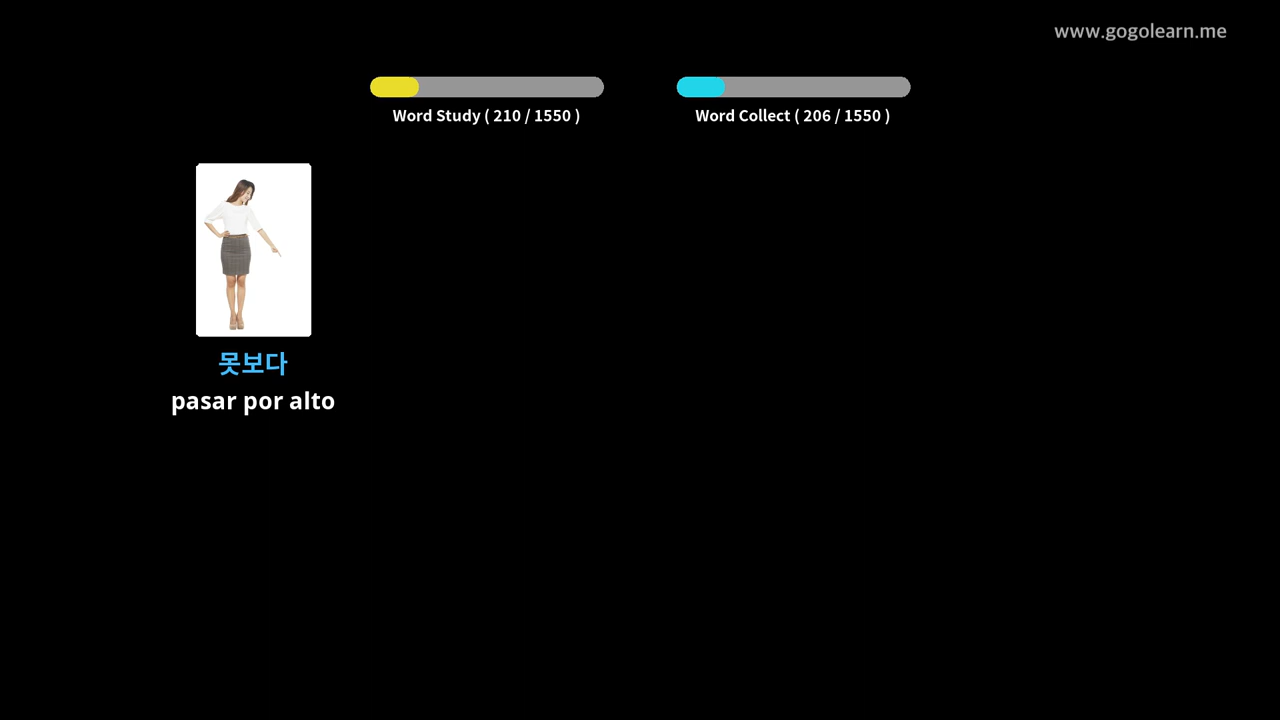 www.gogolearn.me
Word Study ( 210 / 1550 )
Word Collect ( 206 / 1550 )
못보다
pasar por alto